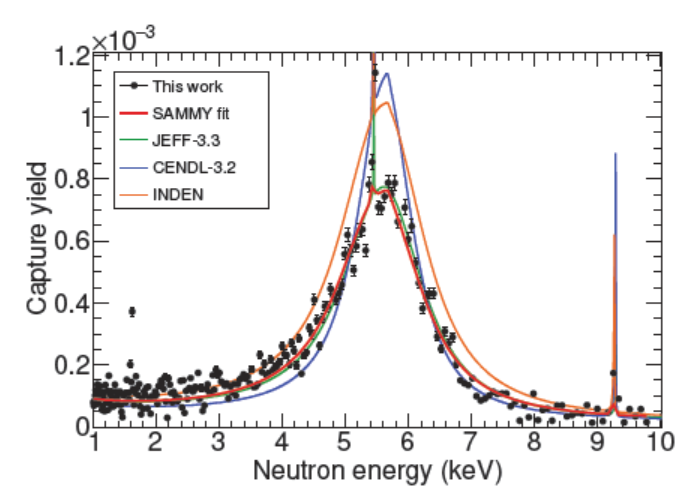 ×10⁻³
1.2
1
0.8
0.6
0.4
0.2
0
Capture yield
This work
SAMMY fit
JEFF-3.3
CENDL-3.2
INDEN
1 2 3 4 5 6 7 8 9 10
Neutron energy (keV)